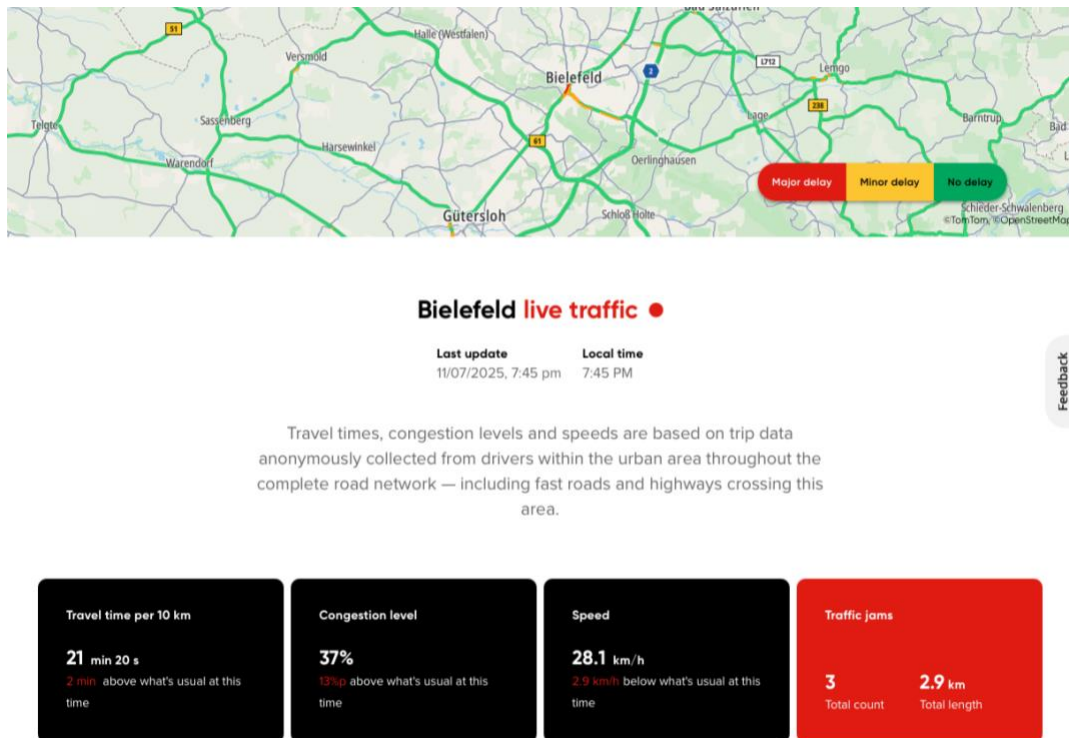 Bad Salzuflen
51
Halle (Westfalen)
Versmold
L712
Lemgo
Bielefeld
2
238
Telgte
Sassenberg
Lage
Barntrup
Bad
Harsewinkel
61
Oerlinghausen
Warendorf
Major delay
Minor delay
No delay
Gütersloh
Schloß Holte
Schieder-Schwalenberg
©TomTom, ©OpenStreetMap
Bielefeld live traffic
Last update
Local time
11/07/2025, 7:45 pm
7:45 PM
Feedback
Travel times, congestion levels and speeds are based on trip data
anonymously collected from drivers within the urban area throughout the
complete road network — including fast roads and highways crossing this
area.
Travel time per 10 km
21 min 20 s
2 min above what's usual at this
time
Congestion level
37%
13%p above what's usual at this
time
Speed
28.1 km/h
2.9 km/h below what's usual at this
time
Traffic jams
3
Total count
2.9 km
Total length